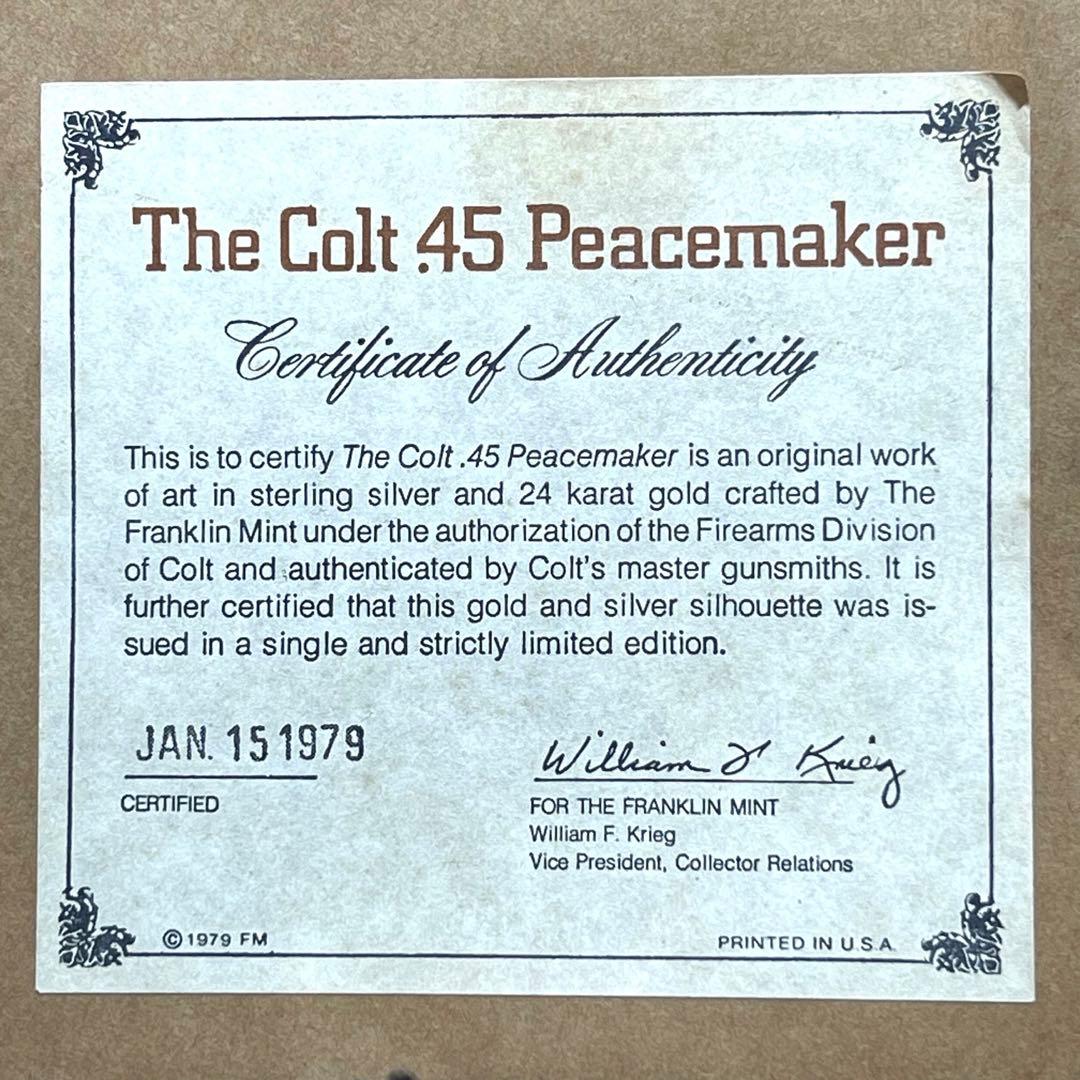 The Colt .45 Peacemaker
Certificate of Authenticity
This is to certify The Colt .45 Peacemaker is an original work
of art in sterling silver and 24 karat gold crafted by The
Franklin Mint under the authorization of the Firearms Division
of Colt and authenticated by Colt's master gunsmiths. It is
further certified that this gold and silver silhouette was is-
sued in a single and strictly limited edition.
JAN. 15 1979
CERTIFIED
William F Krieg
FOR THE FRANKLIN MINT
William F. Krieg
Vice President, Collector Relations
©1979 FM
PRINTED IN U.S.A.